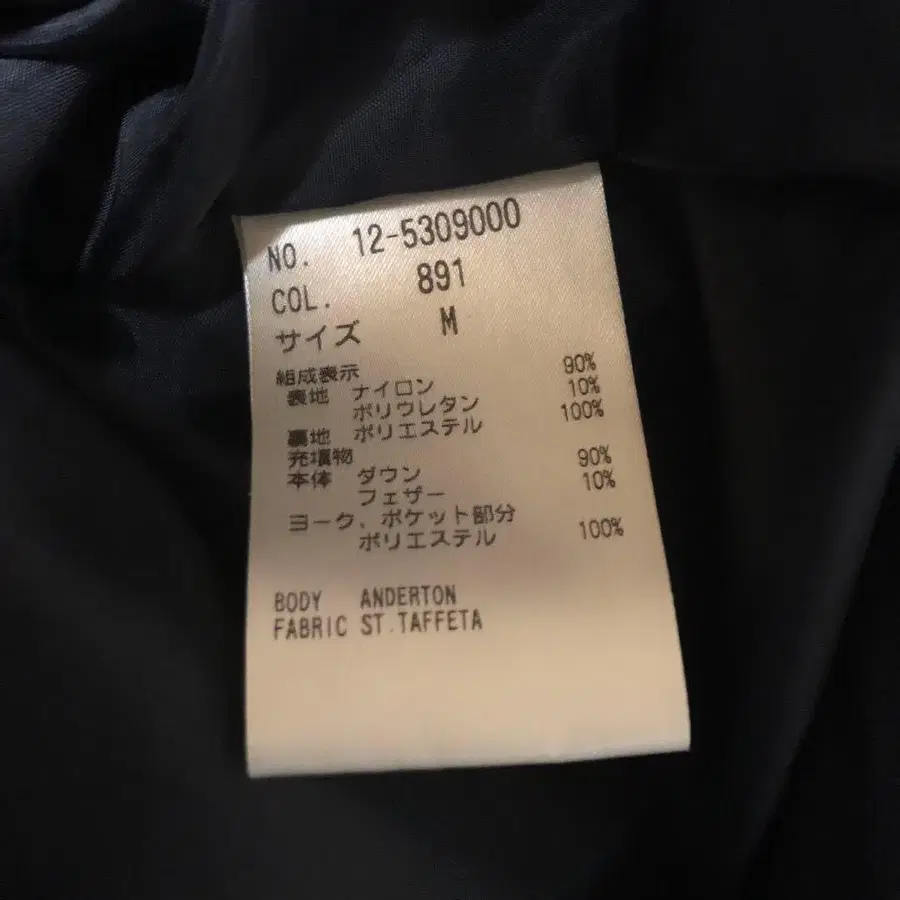 NO. 12-5309000
COL. 891
サイズ M
組成表示
表地 ナイロン 90%
ポリウレタン 10%
裏地 ポリエステル 100%
充填物
本体 ダウン 90%
フェザー 10%
ヨーク、ポケット部分
ポリエステル 100%
BODY ANDERTON
FABRIC ST.TAFFETA